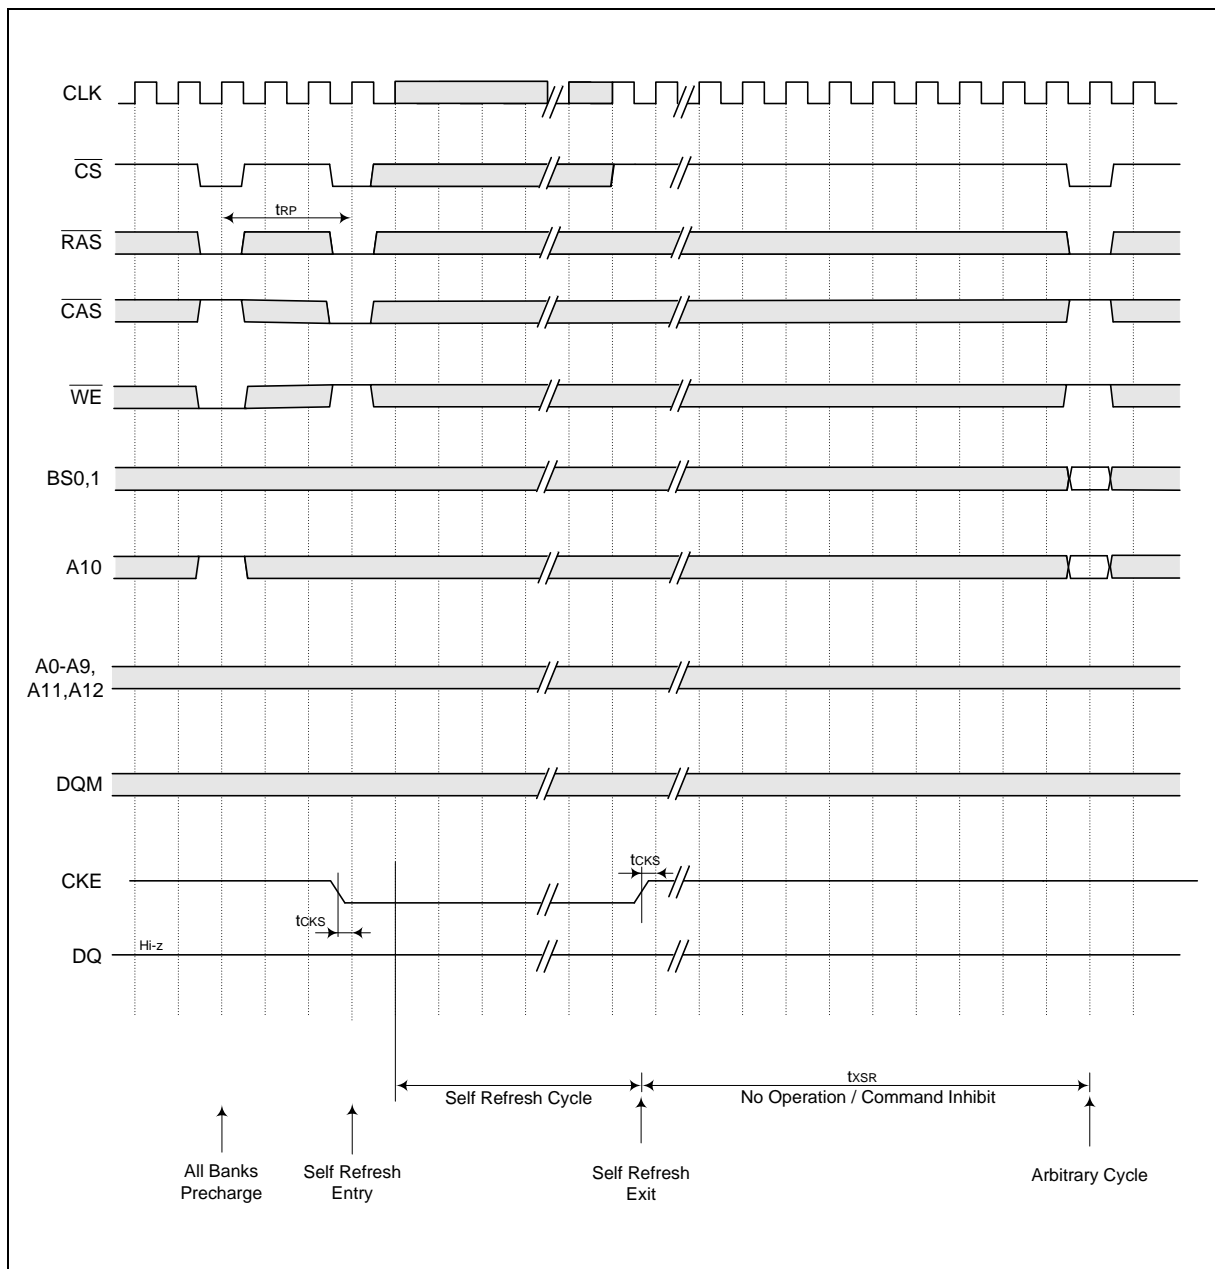 CLK
CS
tRP
RAS
CAS
WE
BS0,1
A10
A0-A9,
A11,A12
DQM
tCKS
CKE
tCKS
Hi-z
DQ
tXSR
Self Refresh Cycle
No Operation / Command Inhibit
All Banks
Precharge
Self Refresh
Entry
Self Refresh
Exit
Arbitrary Cycle